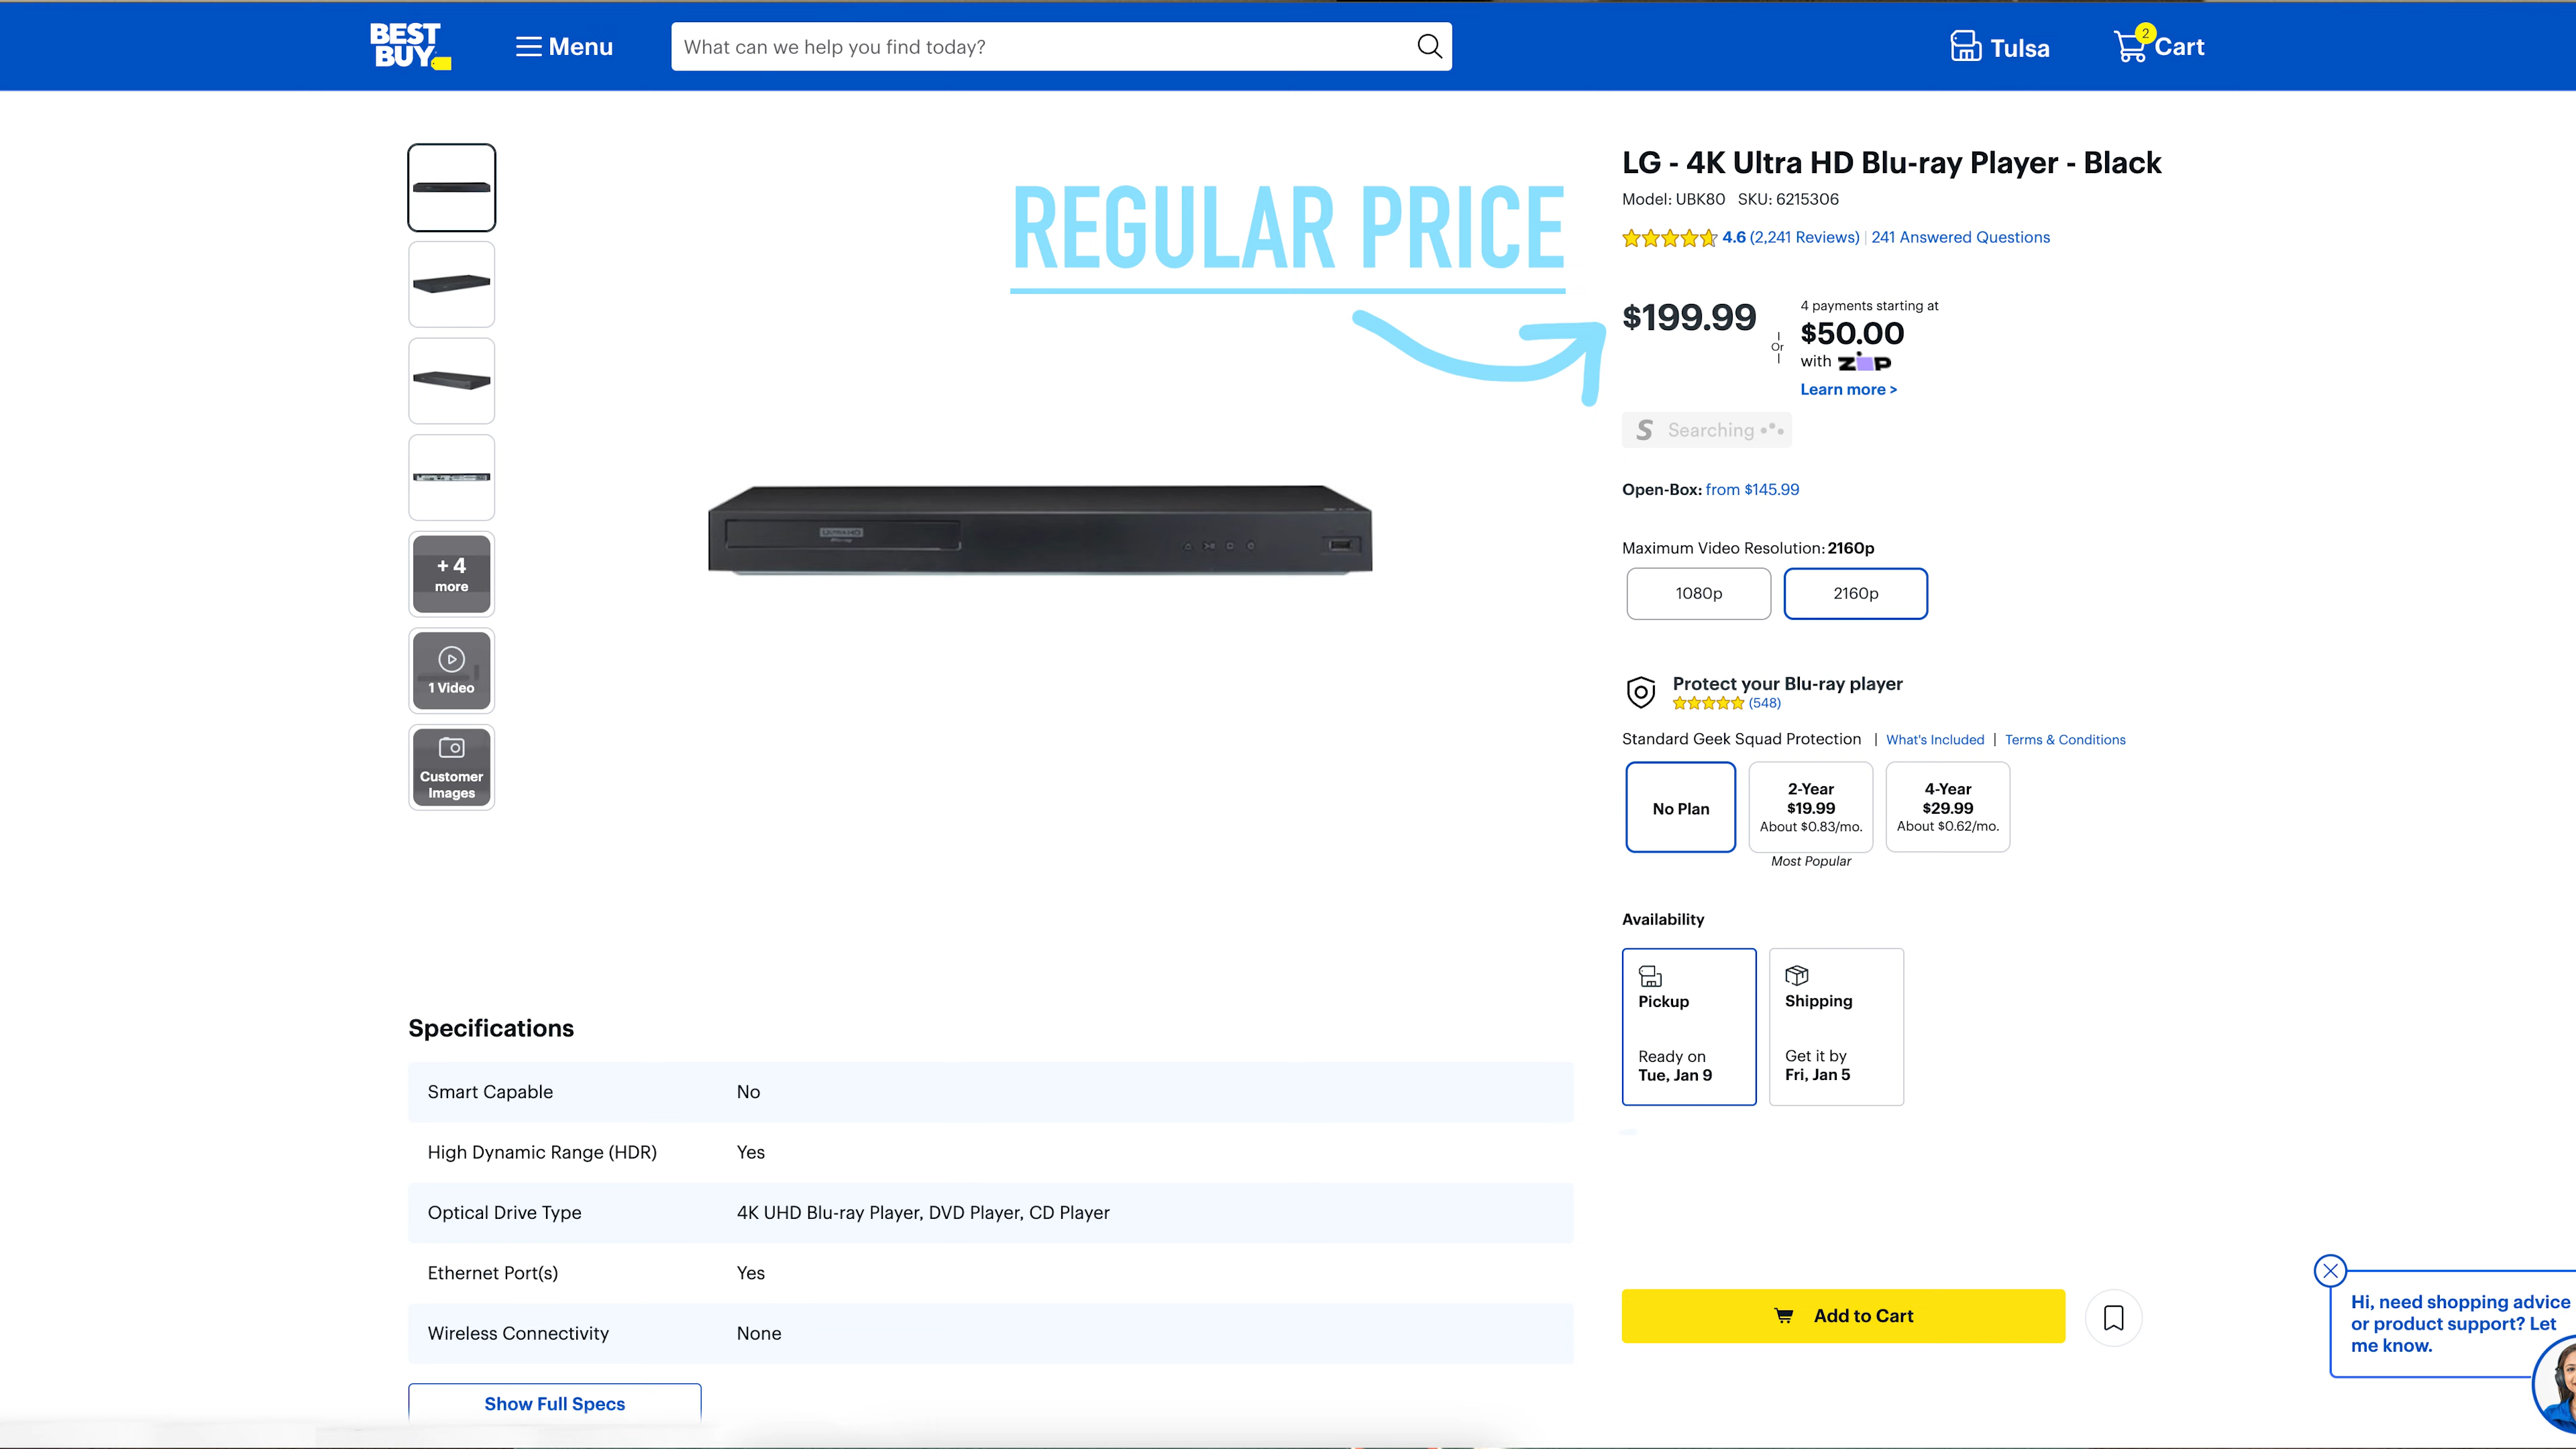 BEST
BUY
Menu
What can we help you find today?
Tulsa
2
Cart
+ 4
more
1 Video
Customer
Images
REGULAR PRICE
LG - 4K Ultra HD Blu-ray Player - Black
Model: UBK80 SKU: 6215306
4.6 (2,241 Reviews) | 241 Answered Questions
$199.99
Or
4 payments starting at
$50.00
with zip
Learn more >
S Searching
Open-Box: from $145.99
Maximum Video Resolution: 2160p
1080p
2160p
Protect your Blu-ray player
(548)
Standard Geek Squad Protection | What's Included | Terms & Conditions
No Plan
2-Year
$19.99
About $0.83/mo.
Most Popular
4-Year
$29.99
About $0.62/mo.
Availability
Pickup
Ready on
Tue, Jan 9
Shipping
Get it by
Fri, Jan 5
Specifications
Smart Capable No
High Dynamic Range (HDR) Yes
Optical Drive Type 4K UHD Blu-ray Player, DVD Player, CD Player
Ethernet Port(s) Yes
Wireless Connectivity None
Show Full Specs
Add to Cart
Hi, need shopping advice
or product support? Let
me know.